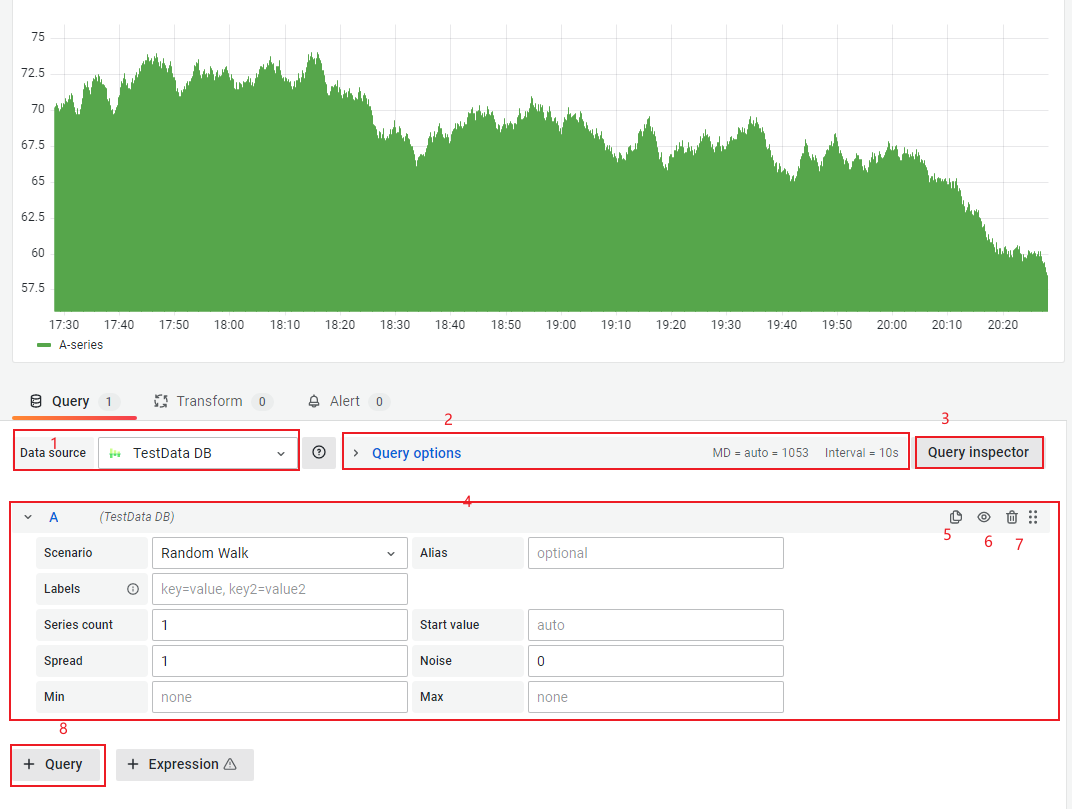 75
72.5
70
67.5
65
62.5
60
57.5
17:30 17:40 17:50 18:00 18:10 18:20 18:30 18:40 18:50 19:00 19:10 19:20 19:30 19:40 19:50 20:00 20:10 20:20
A-series
Query 1 Transform 0 Alert 0
1 2 3
Data source TestData DB Query options MD = auto = 1053 Interval = 10s Query inspector
4
A (TestData DB)
5 6 7
Scenario Random Walk Alias optional
Labels key=value, key2=value2
Series count 1 Start value auto
Spread 1 Noise 0
Min none Max none
8
+ Query + Expression